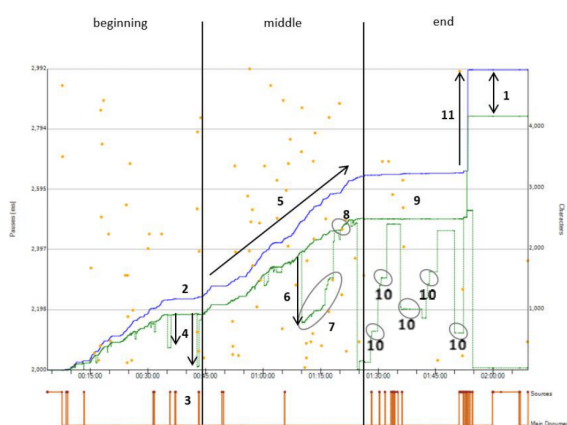 beginning middle end
2,992
11 1
2,794 4,000
2,595 5 9 3,000
8
2,397 2,000
2 6 10 10
2,198 4 7 10 1,000
10 10
2,000
00:15:00 00:30:00 00:45:00 01:00:00 01:15:00 01:30:00 01:45:00 02:00:00
Pauses [ms]
Characters
3 Sources
Main Docume